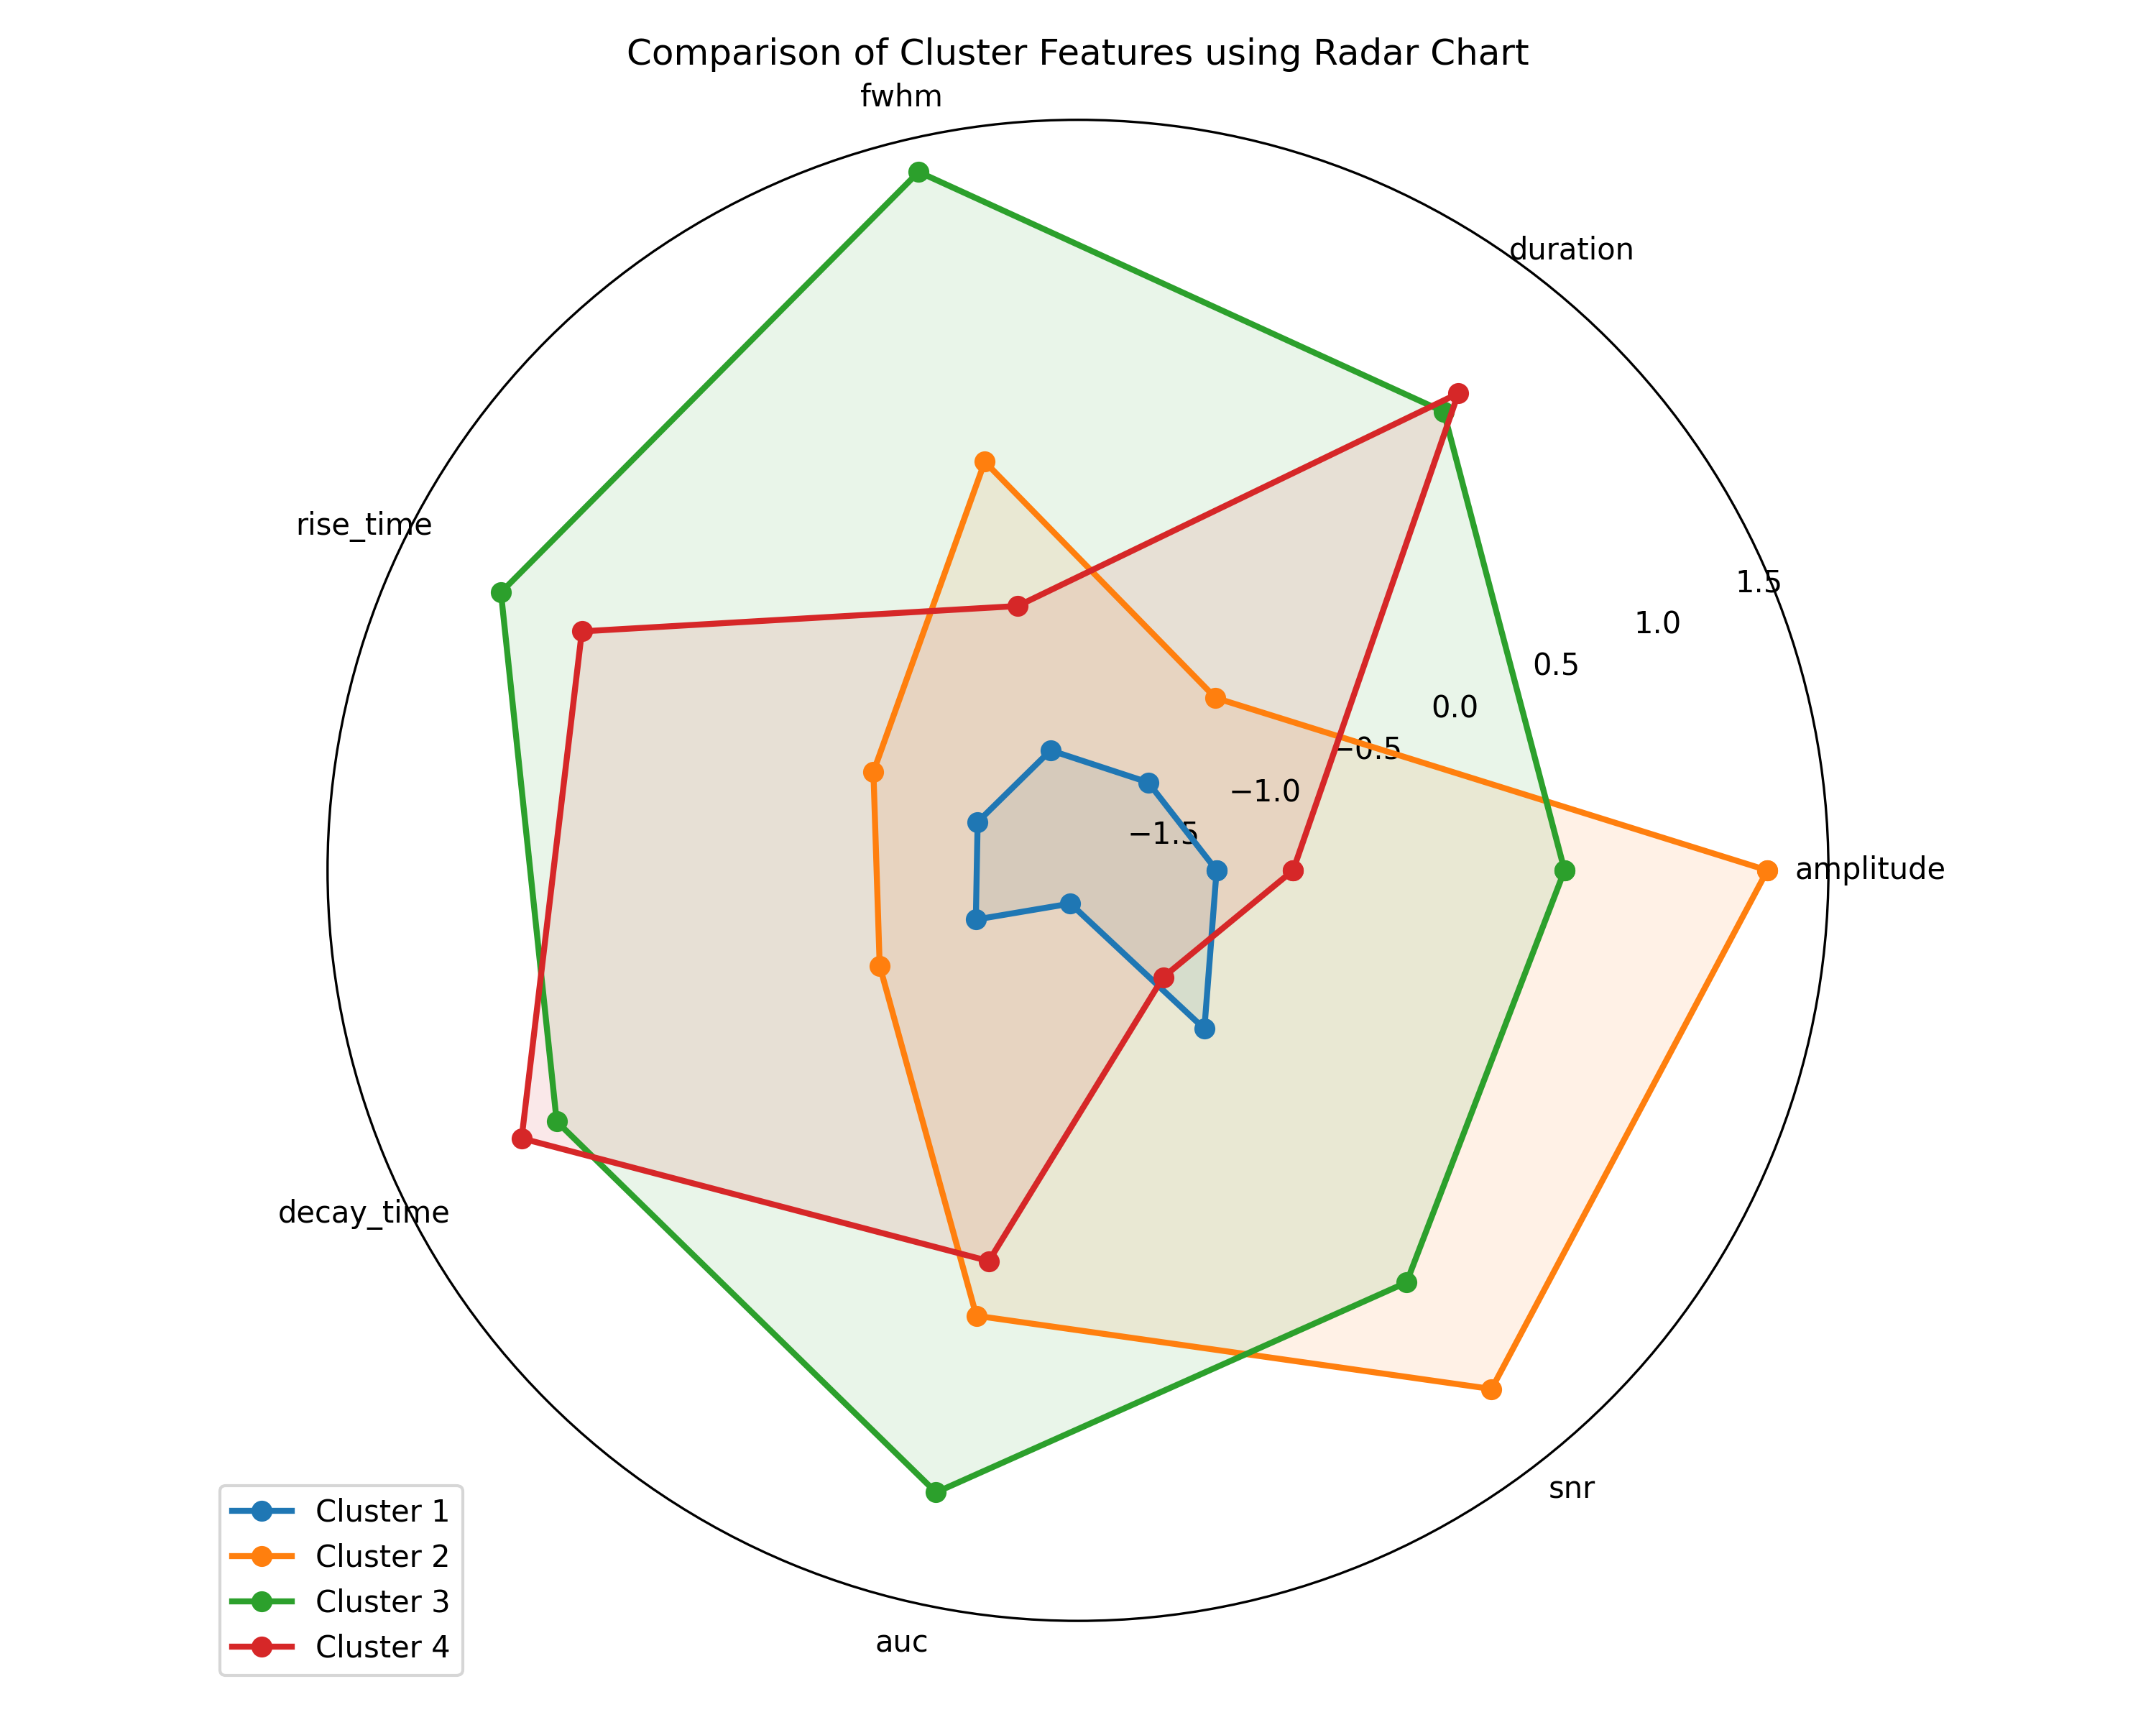 Comparison of Cluster Features using Radar Chart
fwhm
duration
rise_time
1.5
1.0
0.5
0.0
−0.5
−1.0
−1.5
amplitude
decay_time
snr
auc
Cluster 1
Cluster 2
Cluster 3
Cluster 4